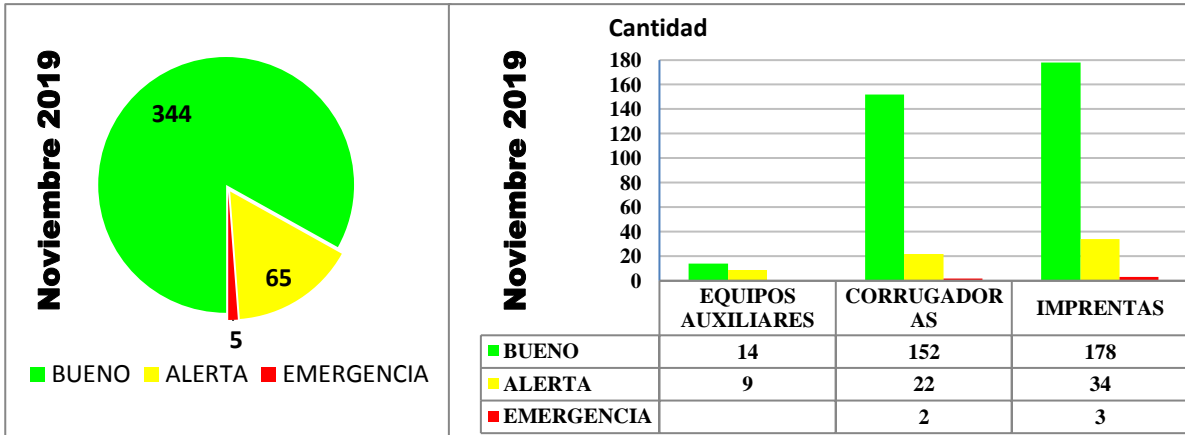 Noviembre 2019
344
65
5
BUENO ALERTA EMERGENCIA
Noviembre 2019
Cantidad
180
160
140
120
100
80
60
40
20
0
EQUIPOS AUXILIARES CORRUGADOR AS IMPRENTAS
BUENO 14 152 178
ALERTA 9 22 34
EMERGENCIA 2 3